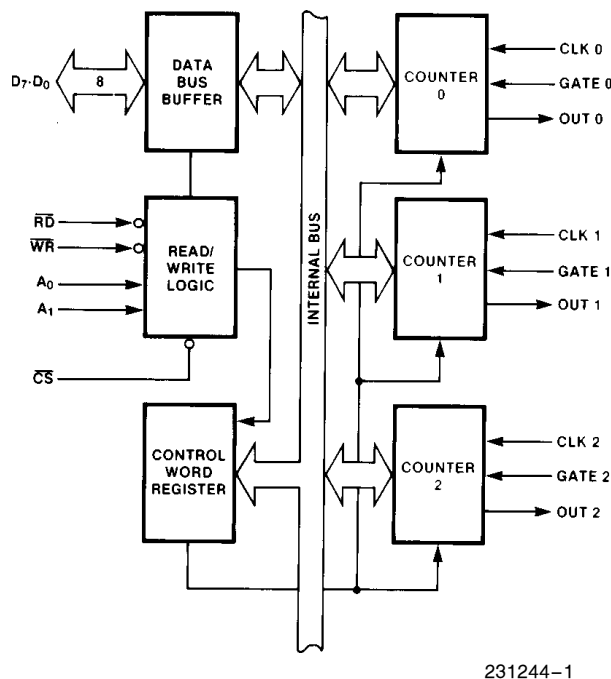 D7-D0
8
DATA
BUS
BUFFER
COUNTER
0
CLK 0
GATE 0
OUT 0
RD
WR
A0
A1
CS
READ/
WRITE
LOGIC
INTERNAL BUS
COUNTER
1
CLK 1
GATE 1
OUT 1
CONTROL
WORD
REGISTER
COUNTER
2
CLK 2
GATE 2
OUT 2
231244–1